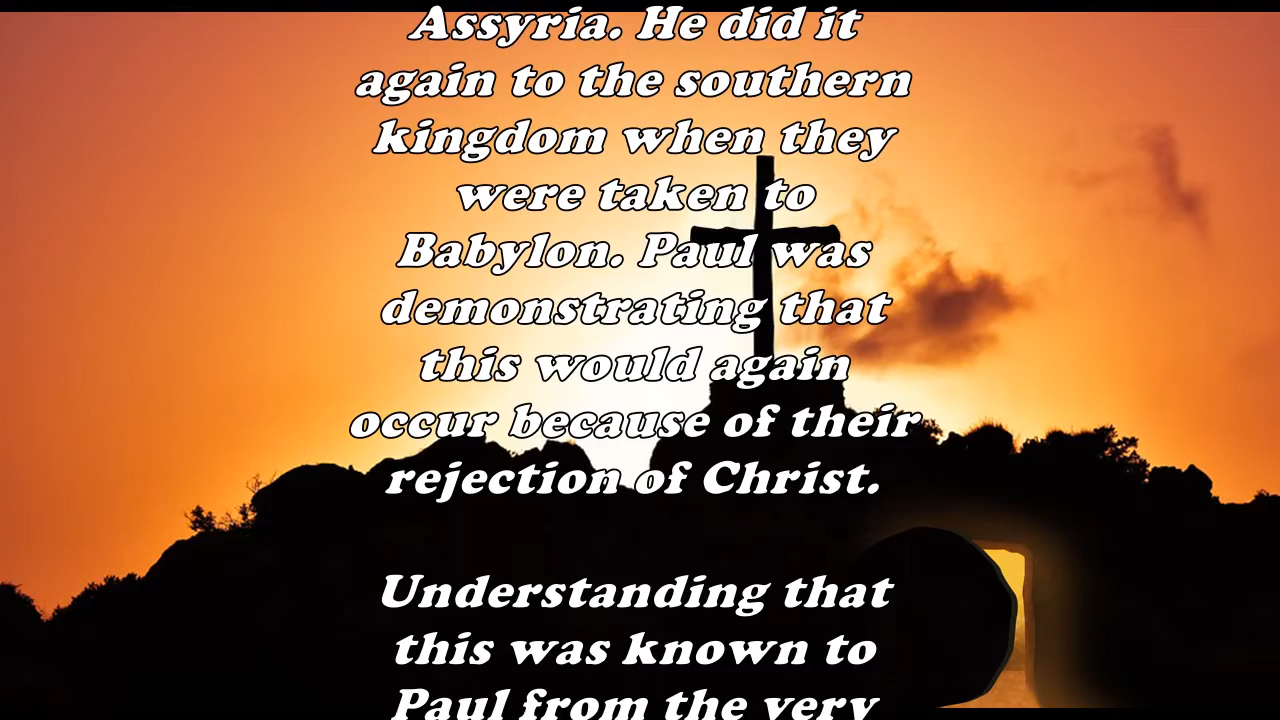 Assyria. He did it
again to the southern
kingdom when they
were taken to
Babylon. Paul was
demonstrating that
this would again
occur because of their
rejection of Christ.
Understanding that
this was known to
Paul from the very